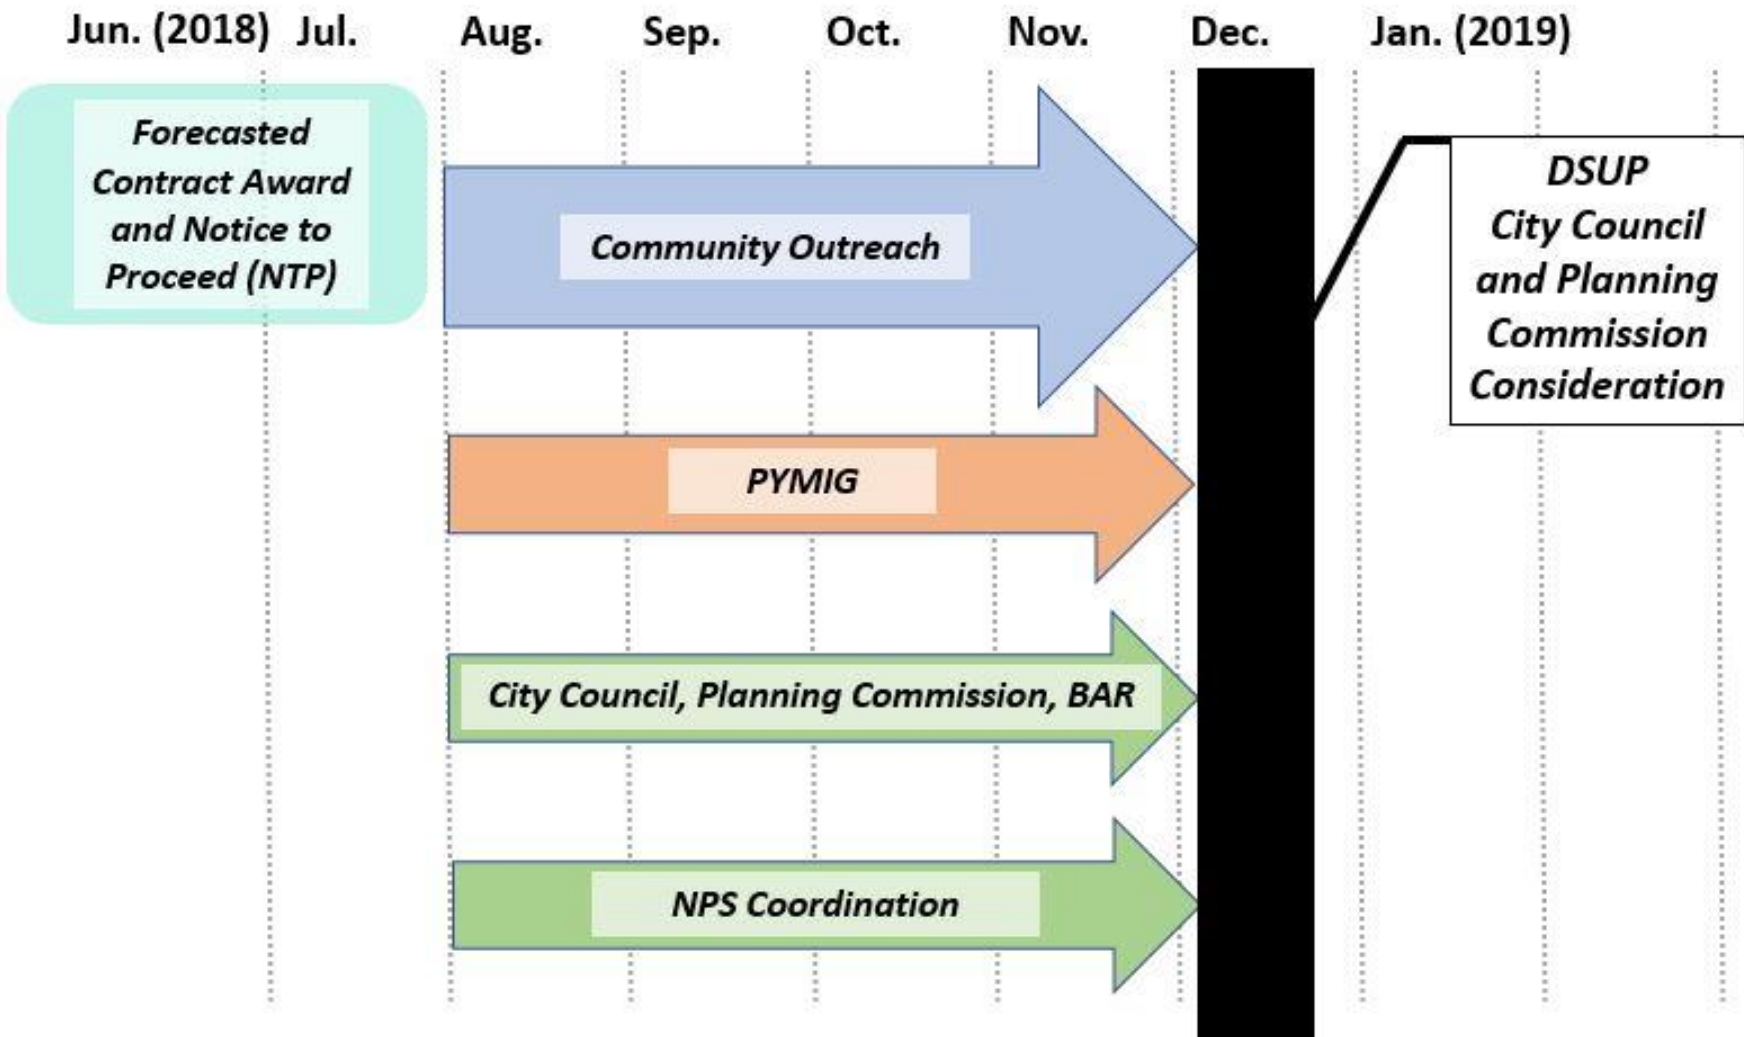 Jun. (2018) Jul. Aug. Sep. Oct. Nov. Dec. Jan. (2019)
Forecasted
Contract Award
and Notice to
Proceed (NTP)
Community Outreach
DSUP
City Council
and Planning
Commission
Consideration
PYMIG
City Council, Planning Commission, BAR
NPS Coordination